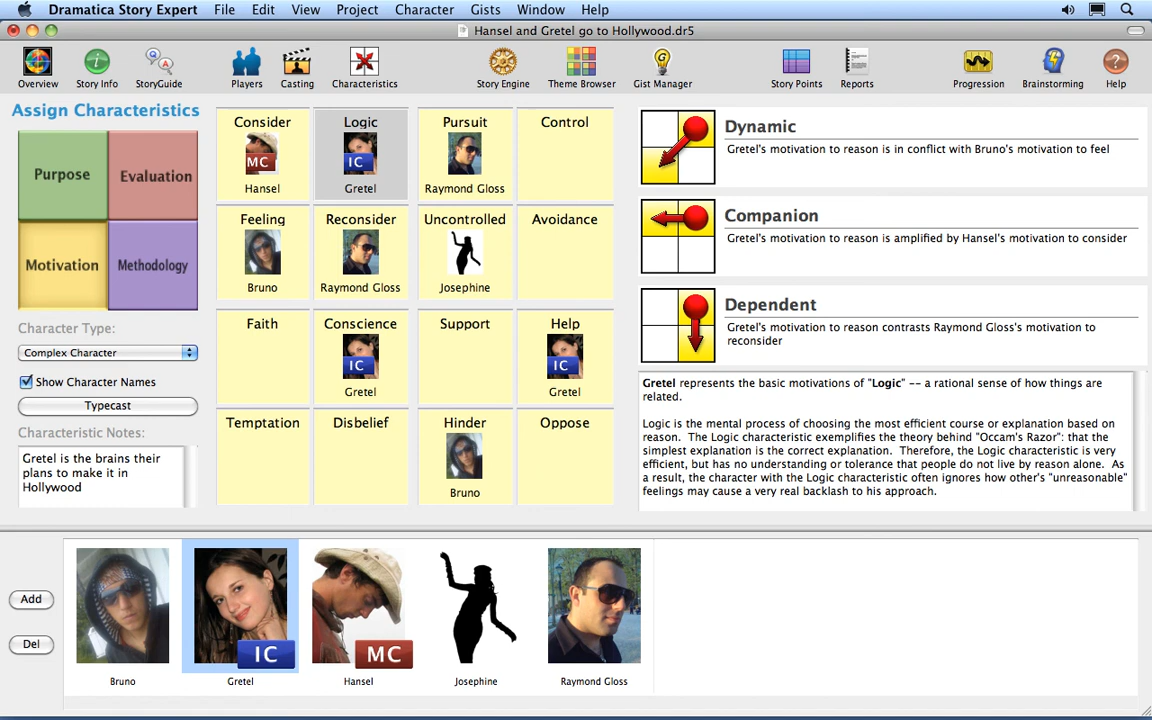 Dramatica Story Expert File Edit View Project Character Gists Window Help
Hansel and Gretel go to Hollywood.dr5
Overview Story Info StoryGuide Players Casting Characteristics Story Engine Theme Browser Gist Manager Story Points Reports Progression Brainstorming Help
Assign Characteristics
Purpose Evaluation
Motivation Methodology
Character Type:
Complex Character
Show Character Names
Typecast
Characteristic Notes:
Gretel is the brains their
plans to make it in
Hollywood
Consider Logic Pursuit Control
MC IC
Hansel Gretel Raymond Gloss
Feeling Reconsider Uncontrolled Avoidance
Bruno Raymond Gloss Josephine
Faith Conscience Support Help
IC IC
Gretel Gretel
Temptation Disbelief Hinder Oppose
Bruno
Dynamic
Gretel's motivation to reason is in conflict with Bruno's motivation to feel
Companion
Gretel's motivation to reason is amplified by Hansel's motivation to consider
Dependent
Gretel's motivation to reason contrasts Raymond Gloss's motivation to
reconsider
Gretel represents the basic motivations of "Logic" -- a rational sense of how things are
related.
Logic is the mental process of choosing the most efficient course or explanation based on
reason. The Logic characteristic exemplifies the theory behind "Occam's Razor": that the
simplest explanation is the correct explanation. Therefore, the Logic characteristic is very
efficient, but has no understanding or tolerance that people do not live by reason alone. As
a result, the character with the Logic characteristic often ignores how other's "unreasonable"
feelings may cause a very real backlash to his approach.
Add
Del
IC MC
Bruno Gretel Hansel Josephine Raymond Gloss